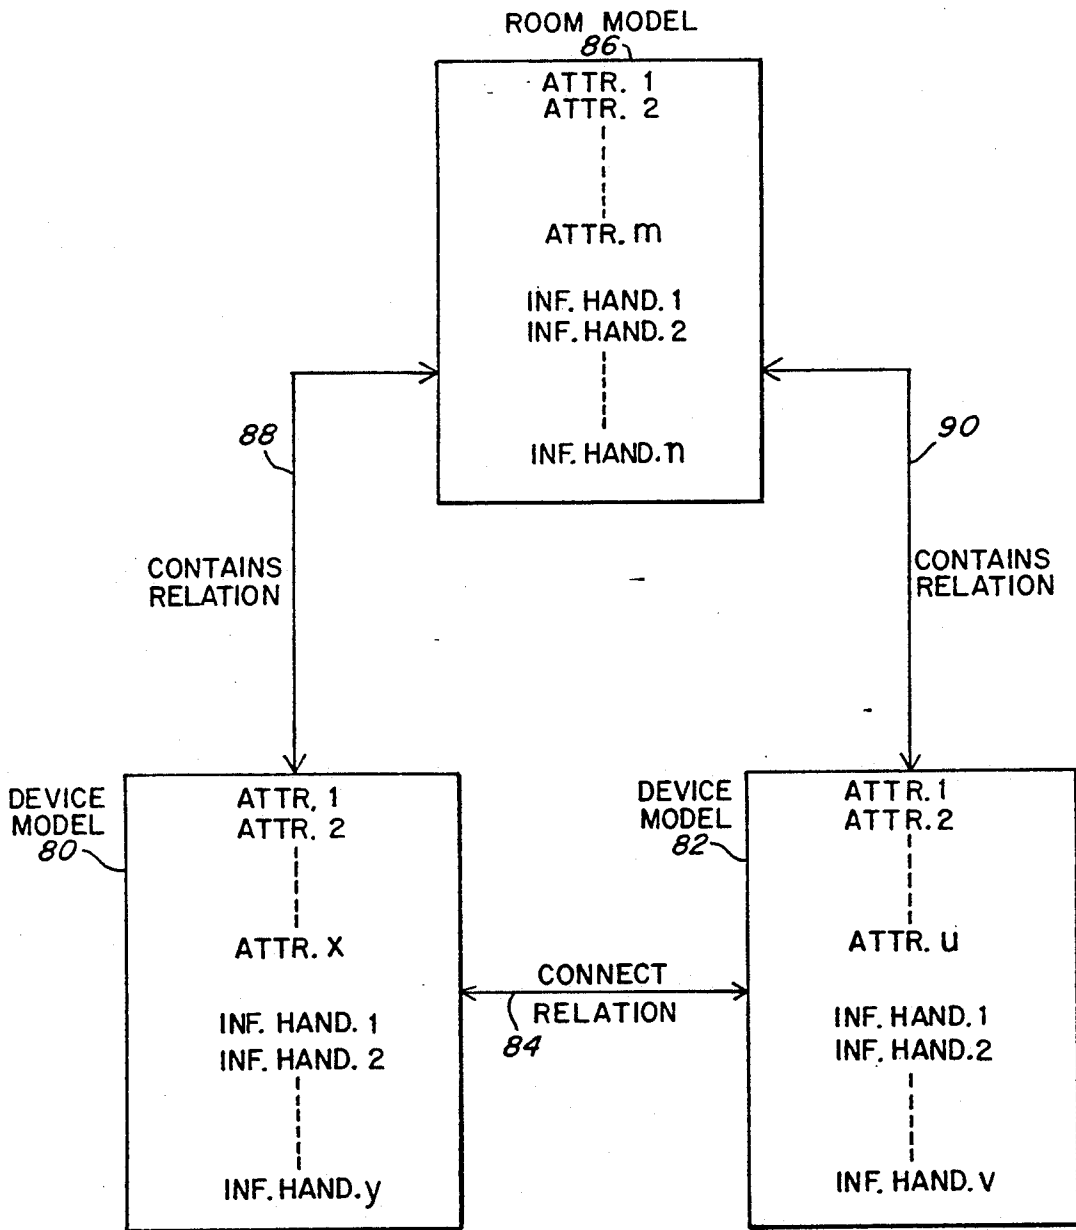 ROOM MODEL
86
ATTR. 1
ATTR. 2
ATTR. m
INF. HAND. 1
INF. HAND. 2
INF. HAND. n
88
90
CONTAINS
RELATION
CONTAINS
RELATION
DEVICE
MODEL
80
ATTR, 1
ATTR. 2
ATTR. X
INF. HAND. 1
INF. HAND. 2
INF. HAND. y
CONNECT
RELATION
84
DEVICE
MODEL
82
ATTR. 1
ATTR. 2
ATTR. u
INF. HAND. 1
INF. HAND. 2
INF. HAND. v